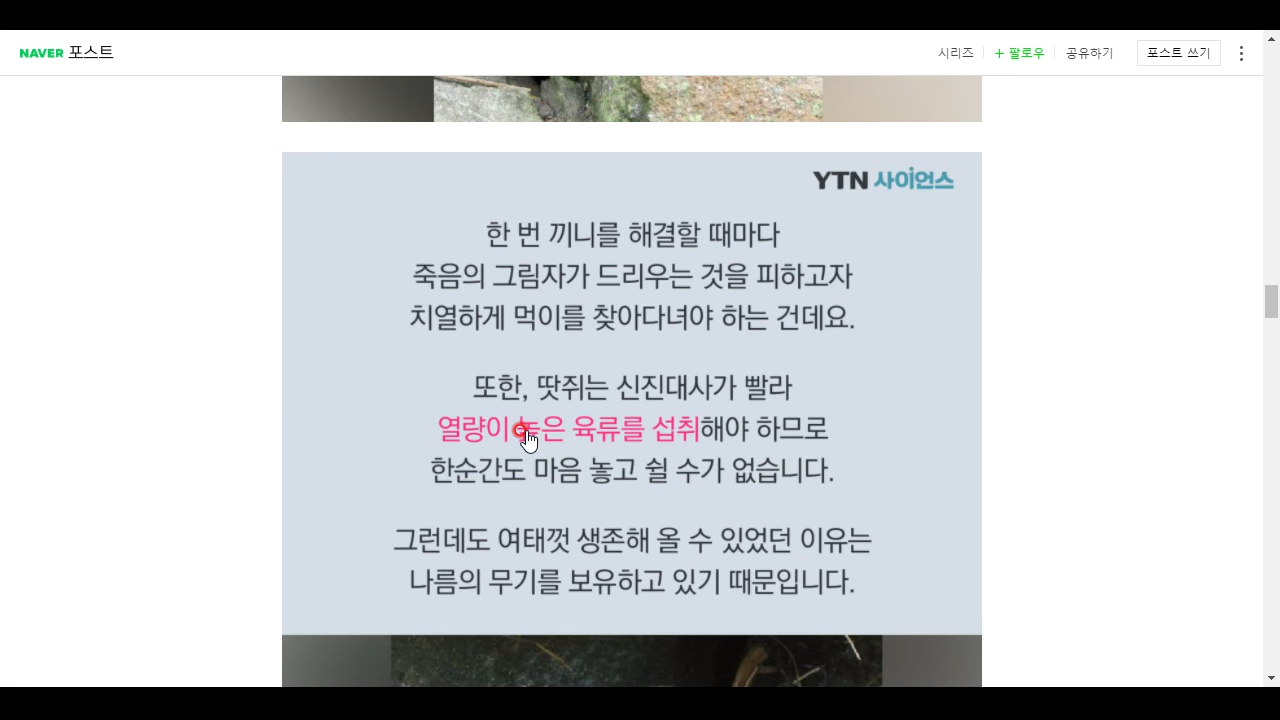 NAVER 포스트
시리즈
+ 팔로우
공유하기
포스트 쓰기
YTN 사이언스
한 번 끼니를 해결할 때마다
죽음의 그림자가 드리우는 것을 피하고자
치열하게 먹이를 찾아다녀야 하는 건데요.
또한, 땃쥐는 신진대사가 빨라
열량이 높은 육류를 섭취해야 하므로
한순간도 마음 놓고 쉴 수가 없습니다.
그런데도 여태껏 생존해 올 수 있었던 이유는
나름의 무기를 보유하고 있기 때문입니다.